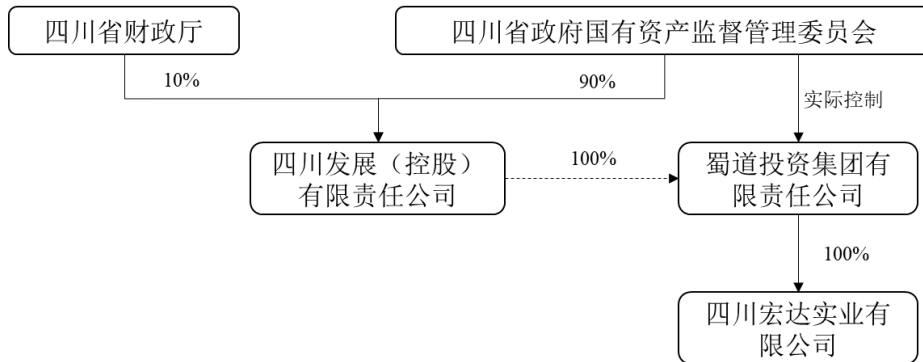 四川省财政厅
四川省政府国有资产监督管理委员会
10%
90%
实际控制
四川发展（控股）
有限责任公司
100%
蜀道投资集团有
限责任公司
100%
四川宏达实业有
限公司